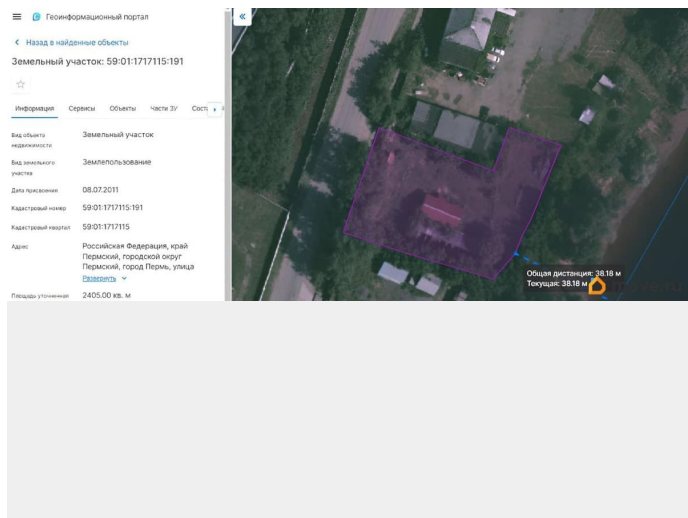 Геоинформационный портал
Назад в найденные объекты
Земельный участок: 59:01:1717115:191
Информация Сервисы Объекты Части ЗУ
Вид объекта недвижимости Земельный участок
Вид земельного участка Землепользование
Дата присвоения 08.07.2011
Кадастровый номер 59:01:1717115:191
Кадастровый квартал 59:01:1717115
Адрес Российская Федерация, край
Пермский, городской округ
Пермский, город Пермь, улица
Развернуть
Площадь уточненная 2405.00 кв. м
Общая дистанция: 38.18 м
Текущая: 38.18 м